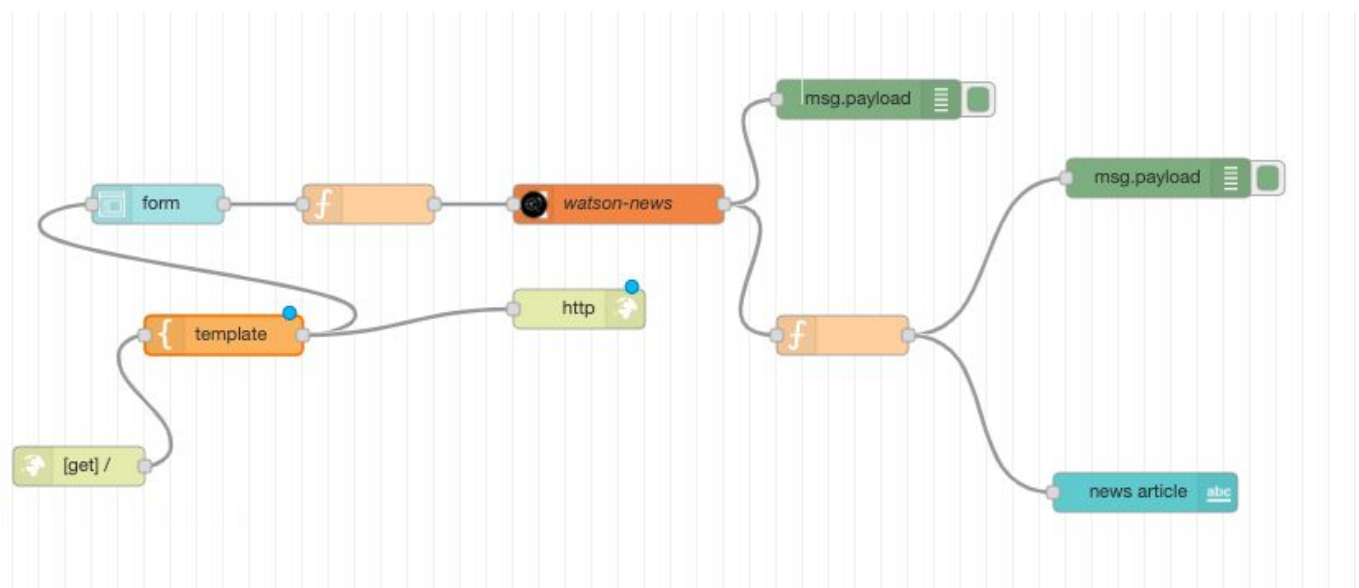 msg.payload
msg.payload
form
watson-news
http
template
[get] /
news article
abc